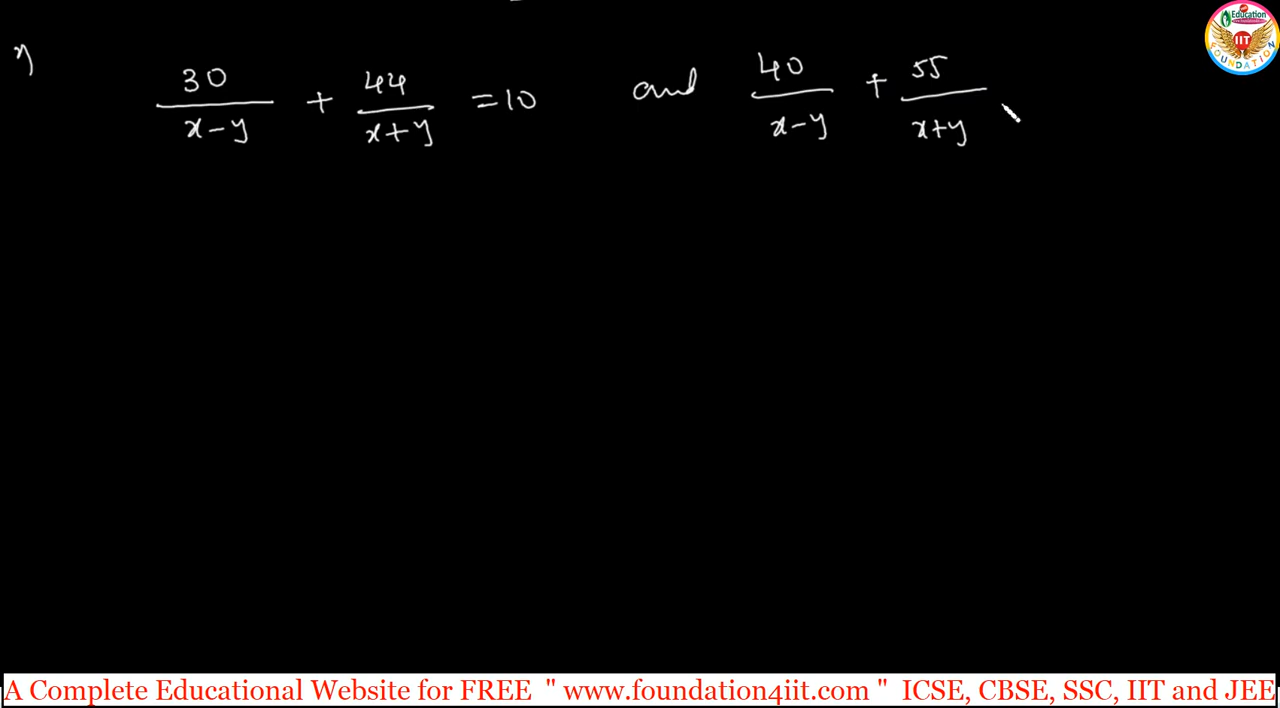 30/(x-y) + 44/(x+y) = 10 and 40/(x-y) + 55/(x+y)
Education
IIT
FOUNDATION
A Complete Educational Website for FREE " www.foundation4iit.com " ICSE, CBSE, SSC, IIT and JEE